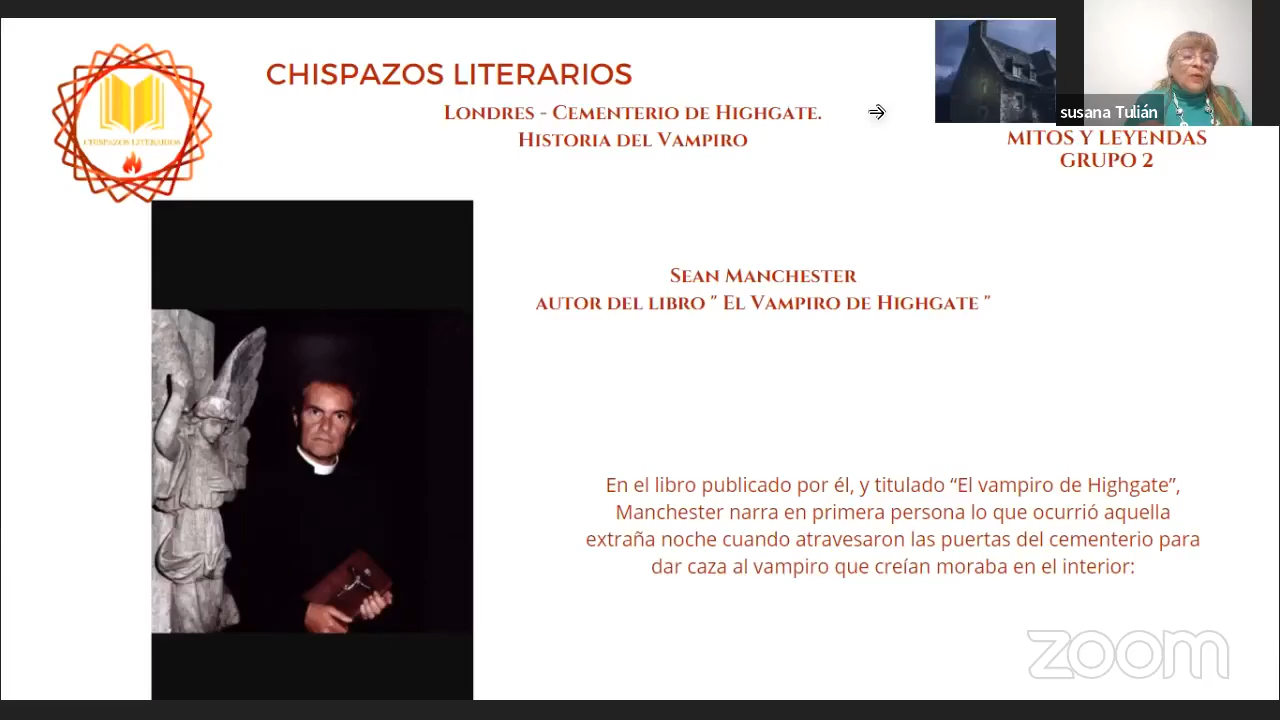 CHISPAZOS LITERARIOS
LONDRES - CEMENTERIO DE HIGHGATE.
HISTORIA DEL VAMPIRO
susana Tulián
MITOS Y LEYENDAS
GRUPO 2
CHISPAZOS LITERARIOS
SEAN MANCHESTER
AUTOR DEL LIBRO " EL VAMPIRO DE HIGHGATE "
En el libro publicado por él, y titulado “El vampiro de Highgate”,
Manchester narra en primera persona lo que ocurrió aquella
extraña noche cuando atravesaron las puertas del cementerio para
dar caza al vampiro que creían moraba en el interior:
zoom